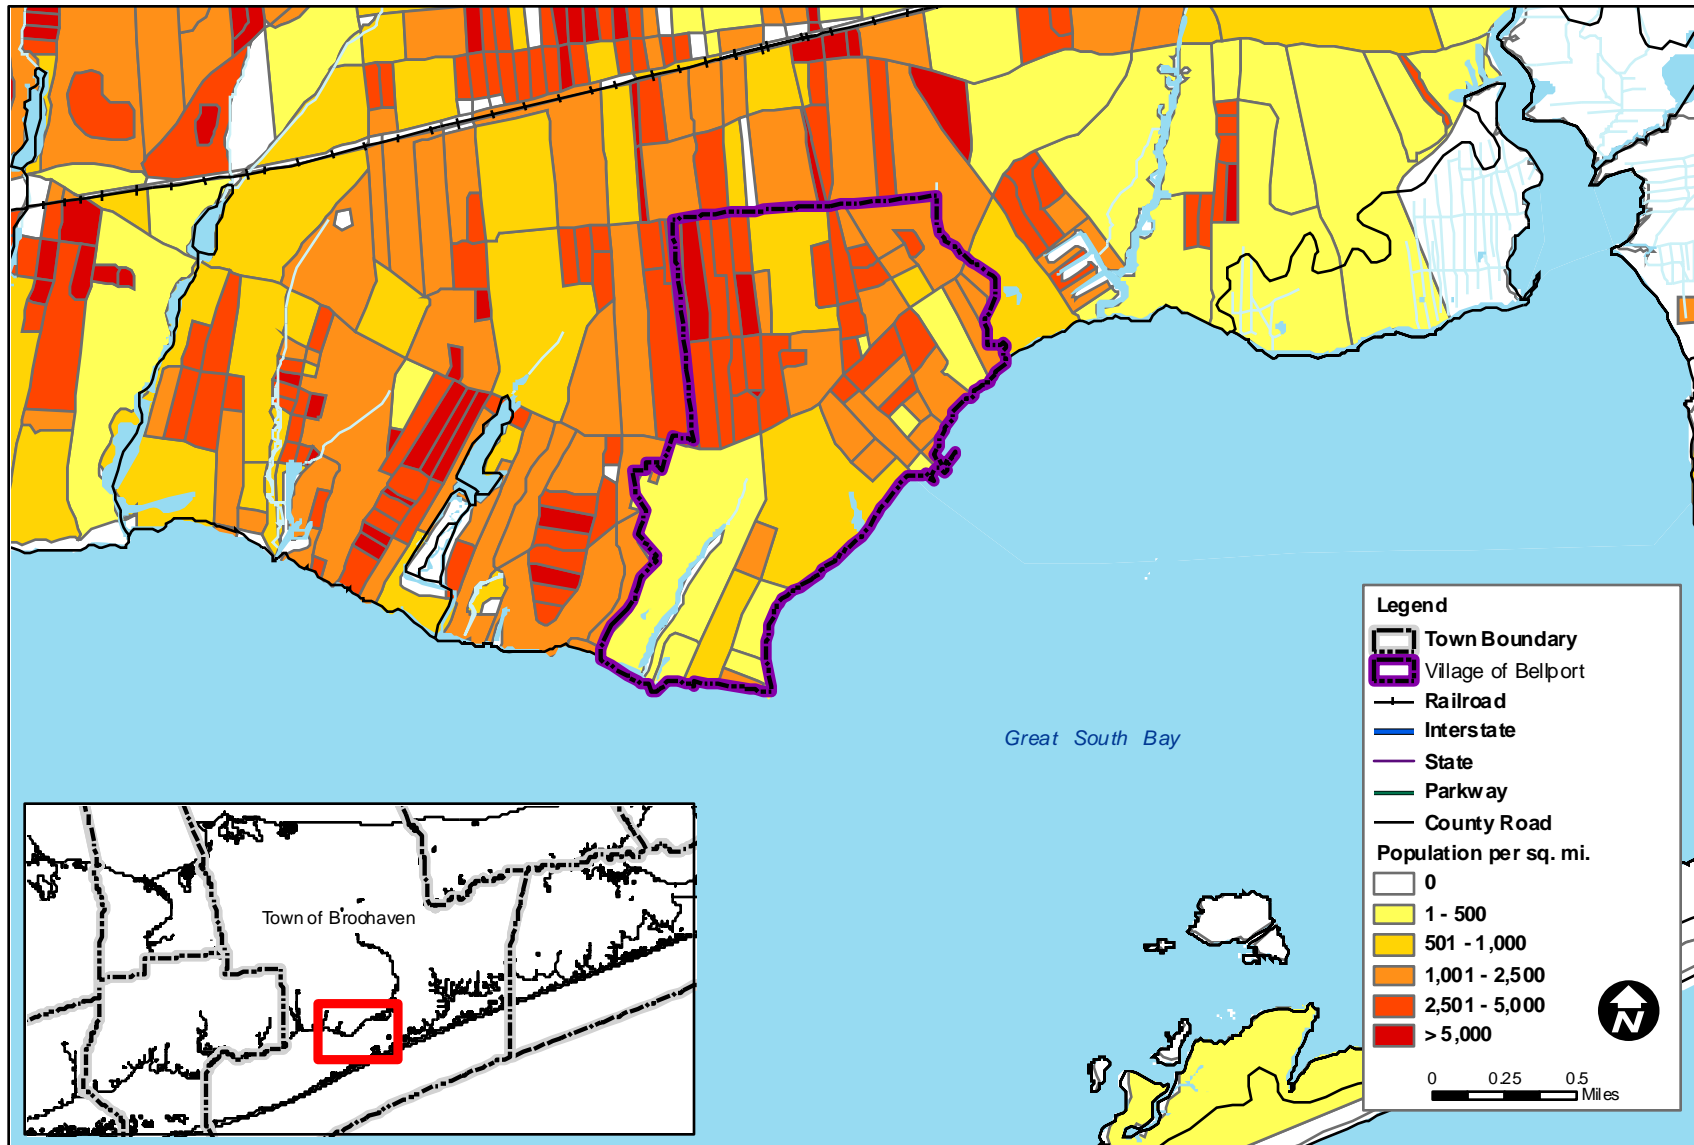 Great South Bay
Legend
Town Boundary
Village of Bellport
Railroad
Interstate
State
Parkway
County Road
Population per sq. mi.
0
1 - 500
501 - 1,000
1,001 - 2,500
2,501 - 5,000
> 5,000
N
0 0.25 0.5
Miles
Town of Broohaven